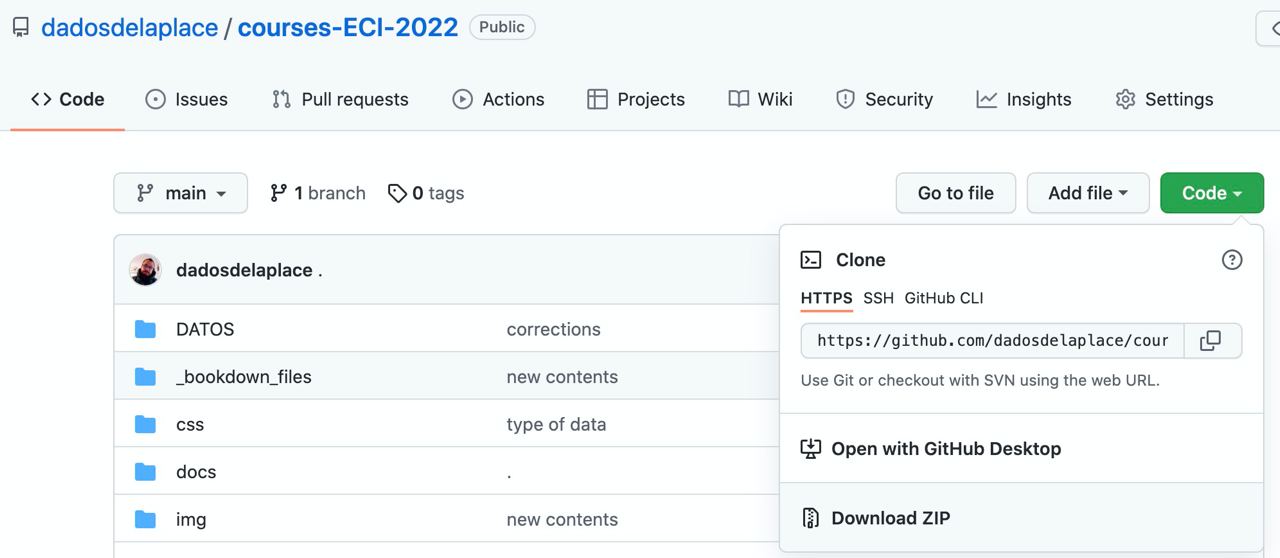 dadosdelaplace / courses-ECI-2022 Public
Code Issues Pull requests Actions Projects Wiki Security Insights Settings
main 1 branch 0 tags Go to file Add file Code
dadosdelaplace .
DATOS corrections
_bookdown_files new contents
css type of data
docs .
img new contents
Clone
HTTPS SSH GitHub CLI
https://github.com/dadosdelaplace/cour
Use Git or checkout with SVN using the web URL.
Open with GitHub Desktop
Download ZIP